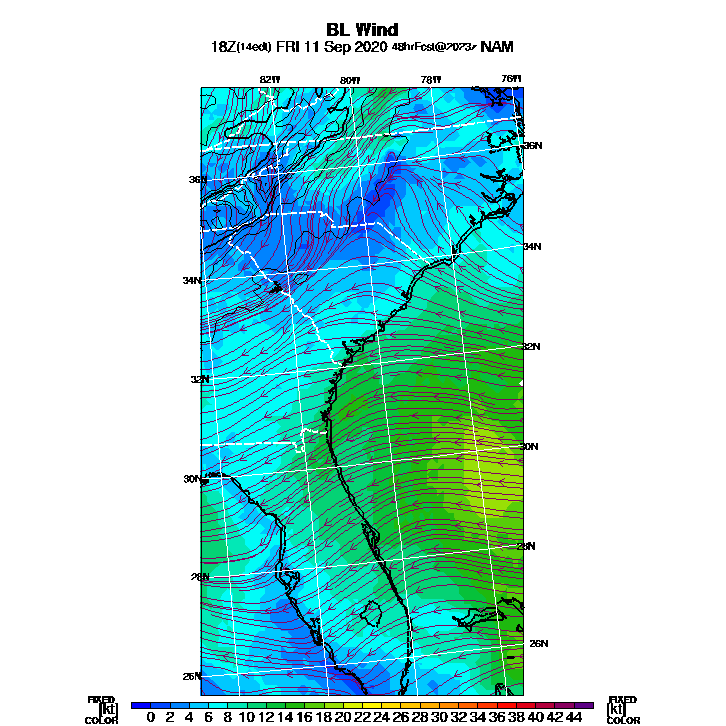 BL Wind
18Z(14edt) FRI 11 Sep 2020 48hrFcst@2023z NAM
82W 80W 78W 76W
36N
36N
34N
34N
32N
32N
30N
30N
28N
28N
26N
26N
FIXED FIXED
[kt] 0 2 4 6 8 10 12 14 16 18 20 22 24 26 28 30 32 34 36 38 40 42 44 [kt]
COLOR COLOR